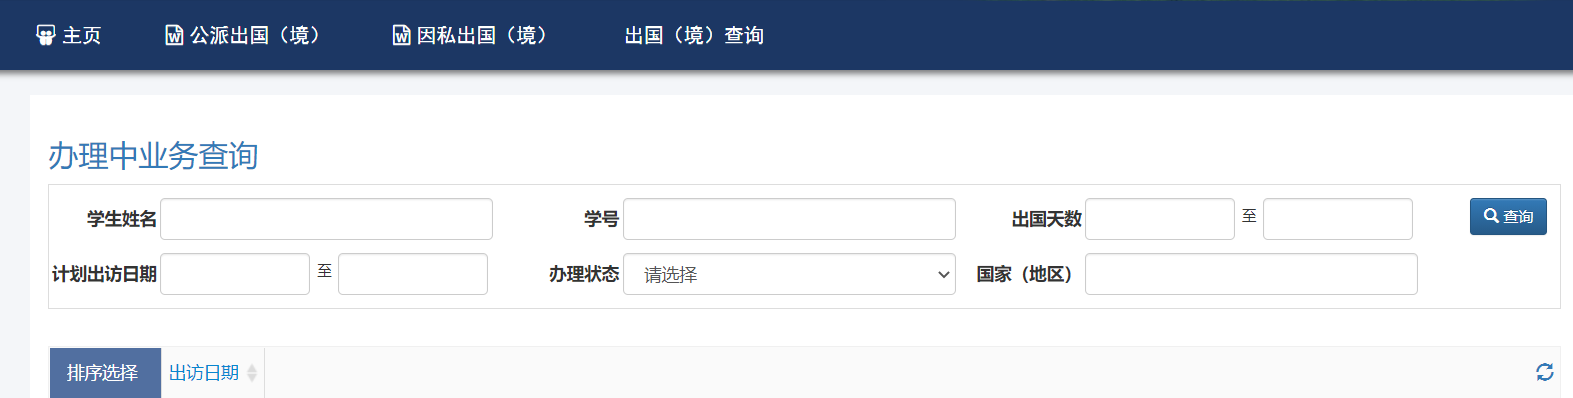 主页 公派出国（境） 因私出国（境） 出国（境）查询
办理中业务查询
学生姓名 学号 出国天数 至 查询
计划出访日期 至 办理状态 请选择 国家（地区）
排序选择 出访日期